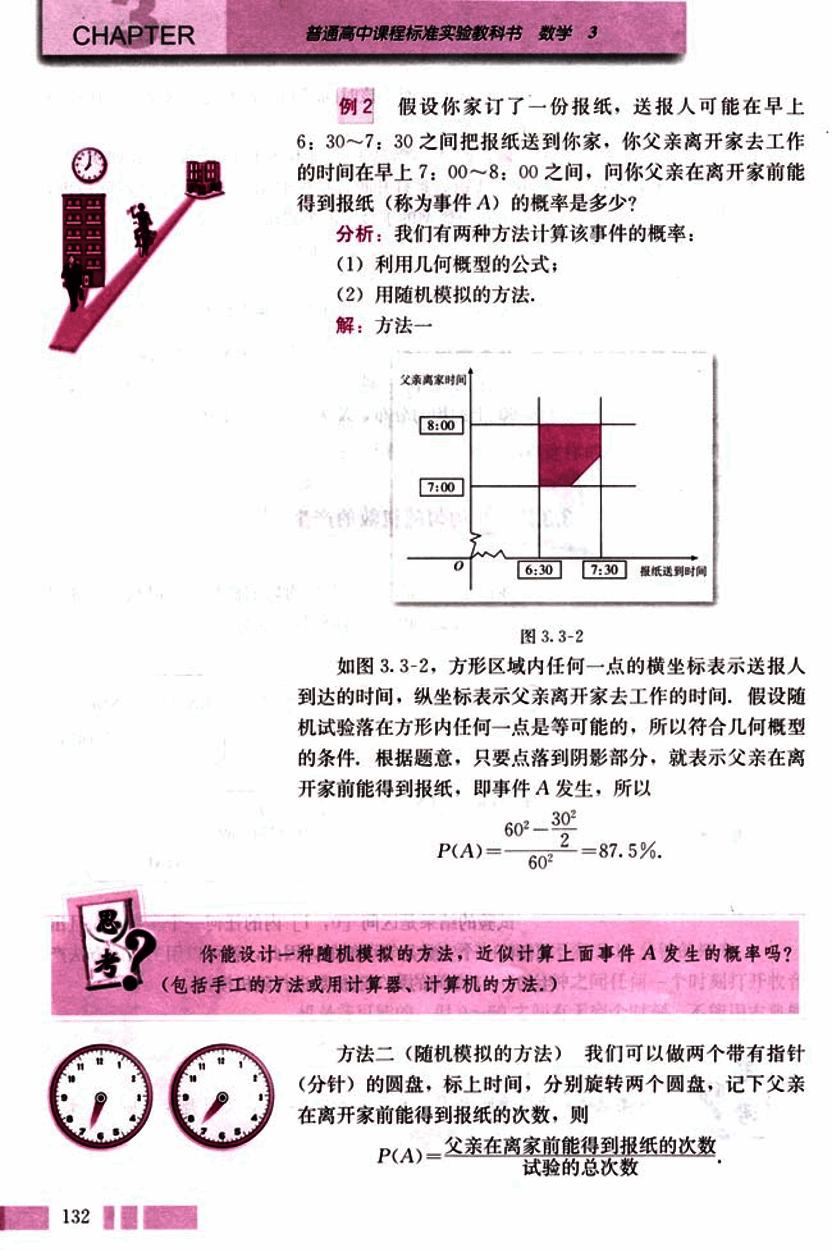 CHAPTER
普通高中课程标准实验教科书 数学 3
例2 假设你家订了一份报纸，送报人可能在早上
6：30～7：30之间把报纸送到你家，你父亲离开家去工作
的时间在早上7：00～8：00之间，问你父亲在离开家前能
得到报纸（称为事件A）的概率是多少？
分析：我们有两种方法计算该事件的概率：
（1）利用几何概型的公式；
（2）用随机模拟的方法.
解：方法一
父亲离家时间
8:00
7:00
O
6:30
7:30
报纸送到时间
图3.3-2
如图3.3-2，方形区域内任何一点的横坐标表示送报人
到达的时间，纵坐标表示父亲离开家去工作的时间. 假设随
机试验落在方形内任何一点是等可能的，所以符合几何概型
的条件. 根据题意，只要点落到阴影部分，就表示父亲在离
开家前能得到报纸，即事件A发生，所以
P(A)=(60²−30²/2)/60²=87.5%.
思考?
你能设计一种随机模拟的方法，近似计算上面事件A发生的概率吗？
（包括手工的方法或用计算器、计算机的方法.）
方法二（随机模拟的方法） 我们可以做两个带有指针
（分针）的圆盘，标上时间，分别旋转两个圆盘，记下父亲
在离开家前能得到报纸的次数，则
P(A)=父亲在离家前能得到报纸的次数/试验的总次数.
132